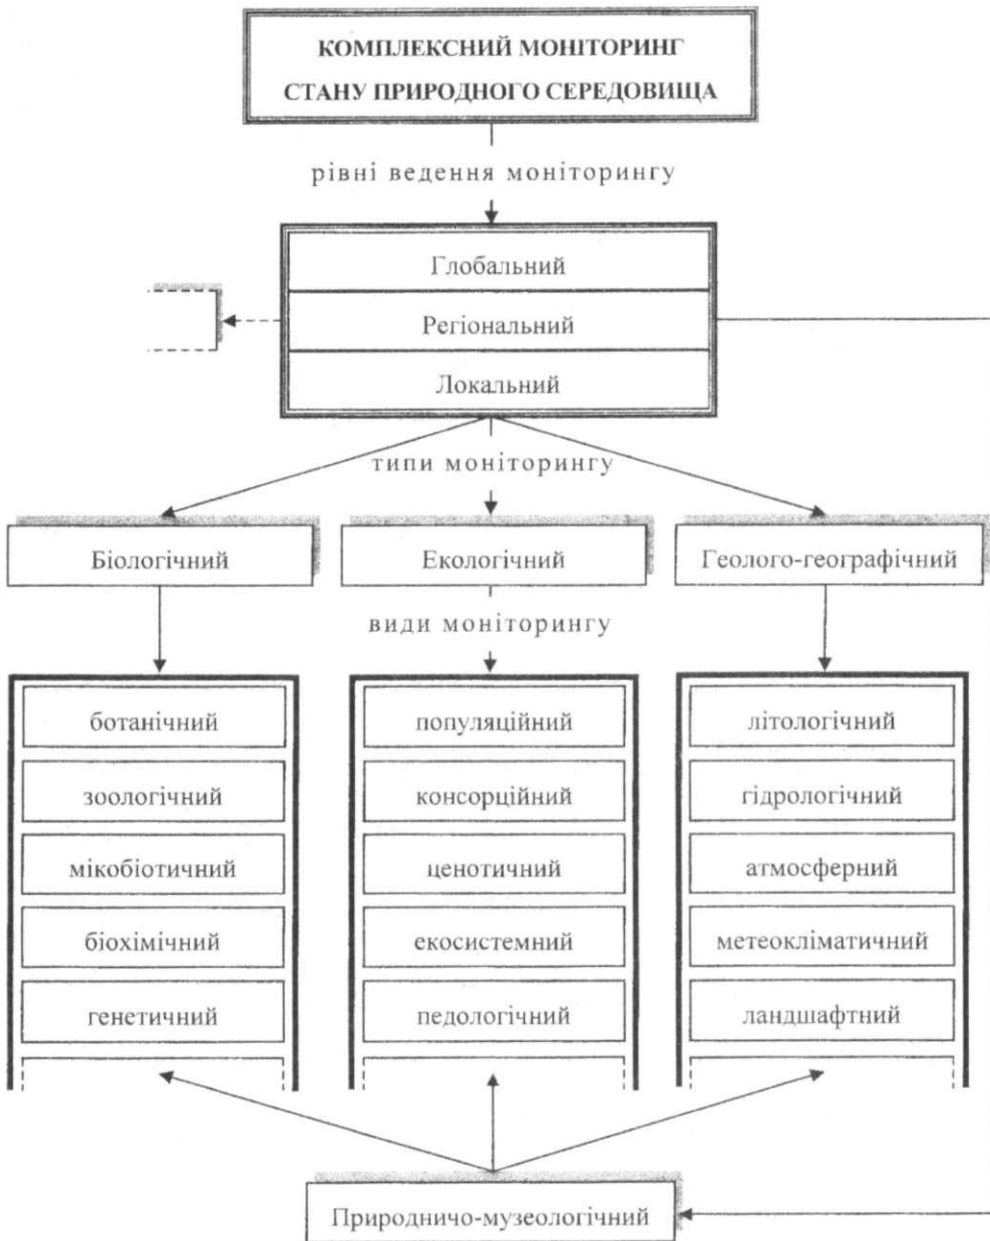 КОМПЛЕКСНИЙ МОНІТОРИНГ
СТАНУ ПРИРОДНОГО СЕРЕДОВИЩА
рівні ведення моніторингу
Глобальний
Регіональний
Локальний
типи моніторингу
Біологічний
Екологічний
Геолого-географічний
види моніторингу
ботанічний
зоологічний
мікобіотичний
біохімічний
генетичний
популяційний
консорційний
ценотичний
екосистемний
педологічний
літологічний
гідрологічний
атмосферний
метеокліматичний
ландшафтний
Природничо-музеологічний